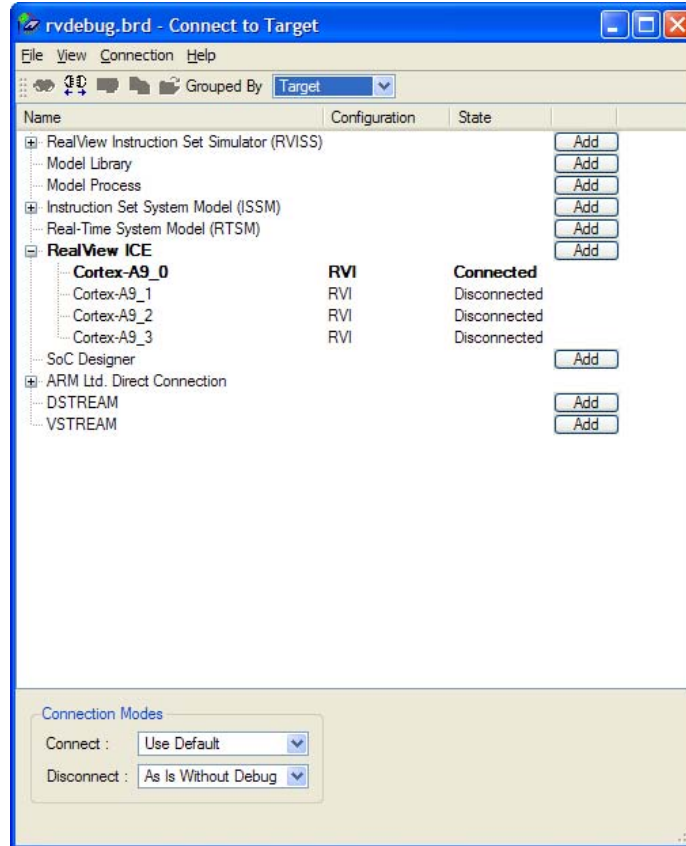 rvdebug.brd - Connect to Target
File View Connection Help
Grouped By Target
Name Configuration State
RealView Instruction Set Simulator (RVISS) Add
Model Library Add
Model Process Add
Instruction Set System Model (ISSM) Add
Real-Time System Model (RTSM) Add
RealView ICE Add
Cortex-A9_0 RVI Connected
Cortex-A9_1 RVI Disconnected
Cortex-A9_2 RVI Disconnected
Cortex-A9_3 RVI Disconnected
SoC Designer Add
ARM Ltd. Direct Connection
DSTREAM Add
VSTREAM Add
Connection Modes
Connect : Use Default
Disconnect : As Is Without Debug